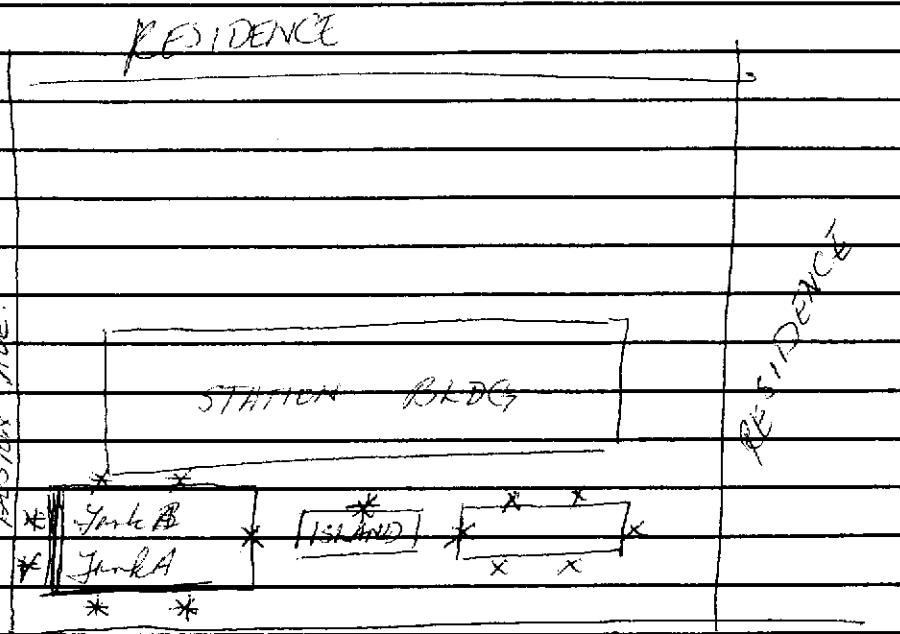 RESIDENCE
RESIDENCE
STATION BLDG
Tank B
ISLAND
Tank A